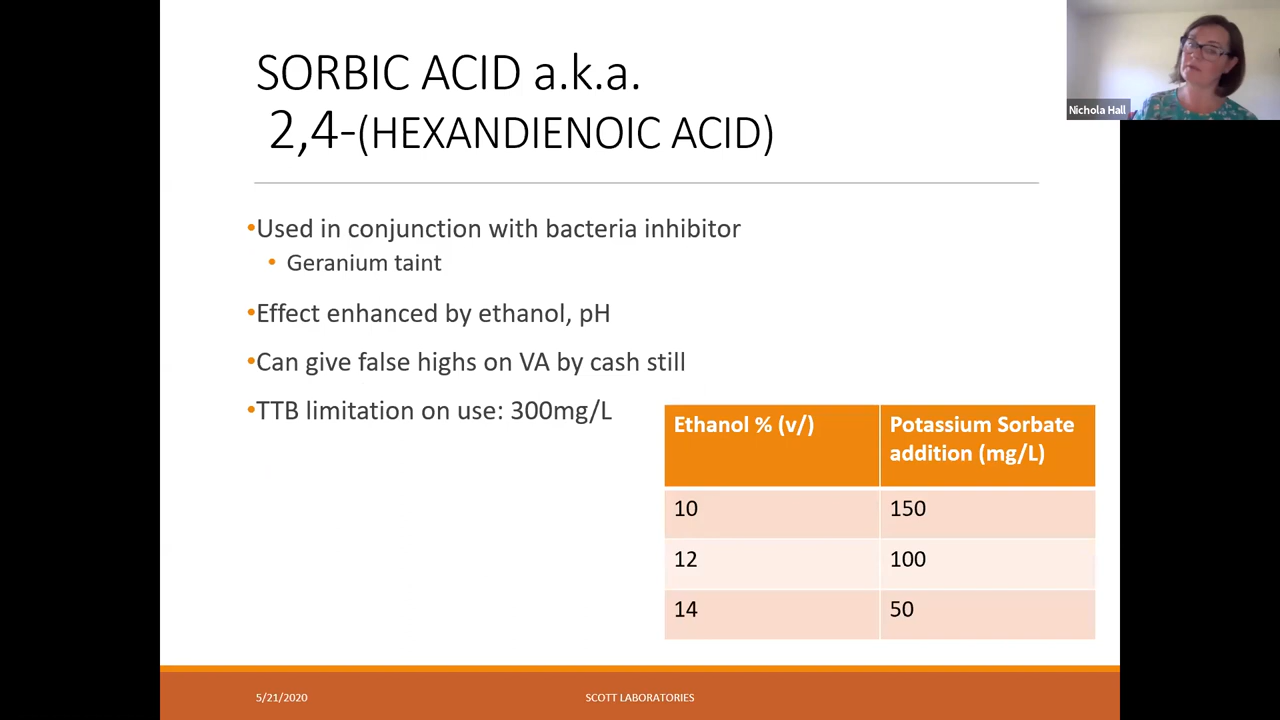 SORBIC ACID a.k.a.
2,4-(HEXANDIENOIC ACID)
Nichola Hall
•Used in conjunction with bacteria inhibitor
• Geranium taint
•Effect enhanced by ethanol, pH
•Can give false highs on VA by cash still
•TTB limitation on use: 300mg/L
Ethanol % (v/)
Potassium Sorbate
addition (mg/L)
10 150
12 100
14 50
5/21/2020
SCOTT LABORATORIES